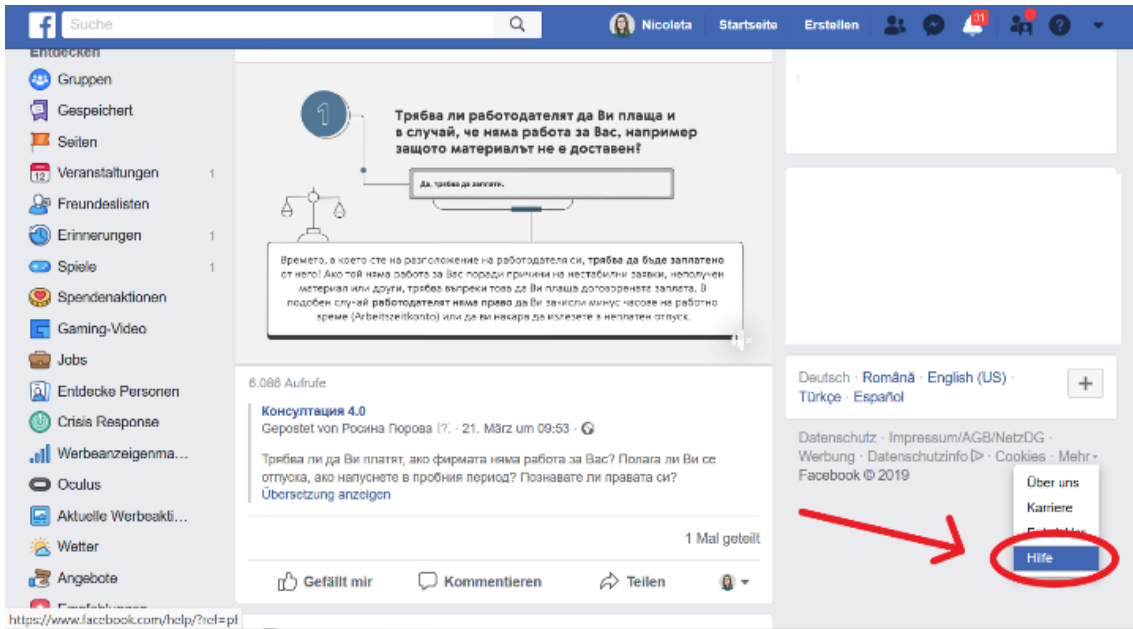 Suche
Nicoleta
Startseite
Erstellen
31
Entdecken
Gruppen
Gespeichert
Seiten
12
Veranstaltungen 1
Freundeslisten
Erinnerungen 1
Spiele 1
Spendenaktionen
Gaming-Video
Jobs
Entdecke Personen
Crisis Response
Werbeanzeigenma...
Oculus
Aktuelle Werbeakti...
Wetter
Angebote
Empfehlungen
https://www.facebook.com/help/?ref=pf
1
Трябва ли работодателят да Ви плаща и
в случай, че няма работа за Вас, например
защото материалът не е доставен?
Да, трябва да заплати.
Времето, в което сте на разположение на работодателя си, трябва да бъде заплатено
от него! Ако той няма работа за Вас поради причини на нестабилни заявки, неполучен
материал или други, трябва въпреки това да Ви плаща договорената заплата. В
подобен случай работодателят няма право да Ви зачисли минус часове на работно
време (Arbeitszeitkonto) или да ви накара да излезете в неплатен отпуск.
6.086 Aufrufe
Консултация 4.0
Gepostet von Росина Порова [?] · 21. März um 09:53 ·
Трябва ли да Ви платят, ако фирмата няма работа за Вас? Полага ли Ви се
отпуска, ако напуснете в пробния период? Познавате ли правата си?
Übersetzung anzeigen
1 Mal geteilt
Gefällt mir
Kommentieren
Teilen
Deutsch · Română · English (US) ·
Türkçe · Español
+
Datenschutz · Impressum/AGB/NetzDG ·
Werbung · Datenschutzinfo · Cookies · Mehr
Facebook © 2019
Über uns
Karriere
Hilfe